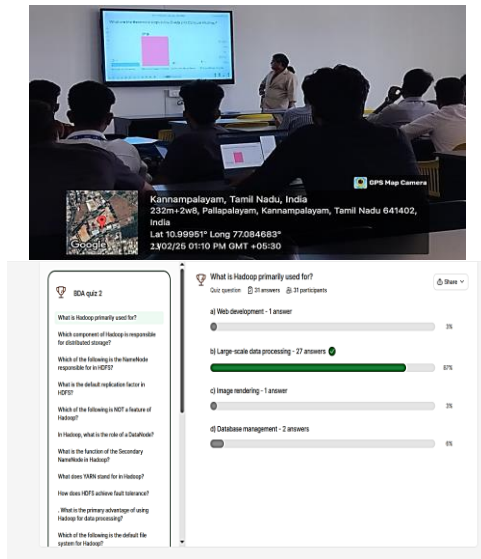 GPS Map Camera
Google
Kannampalayam, Tamil Nadu, India
232m+2w8, Pallapalayam, Kannampalayam, Tamil Nadu 641402,
India
Lat 10.99951° Long 77.084683°
23/02/26 01:10 PM GMT +05:30
BDA quiz 2
What is Hadoop primarily used for?
Which component of Hadoop is responsible
for distributed storage?
Which of the following is the NameNode
responsible for in HDFS?
What is the default replication factor in
HDFS?
Which of the following is NOT a feature of
Hadoop?
In Hadoop, what is the role of a DataNode?
What is the function of the Secondary
NameNode in Hadoop?
What does YARN stand for in Hadoop?
How does HDFS achieve fault tolerance?
. What is the primary advantage of using
Hadoop for data processing?
Which of the following is the default file
system for Hadoop?
What is Hadoop primarily used for?
Quiz question 31 answers 31 participants
Share
a) Web development - 1 answer
3%
b) Large-scale data processing - 27 answers
87%
c) Image rendering - 1 answer
3%
d) Database management - 2 answers
6%